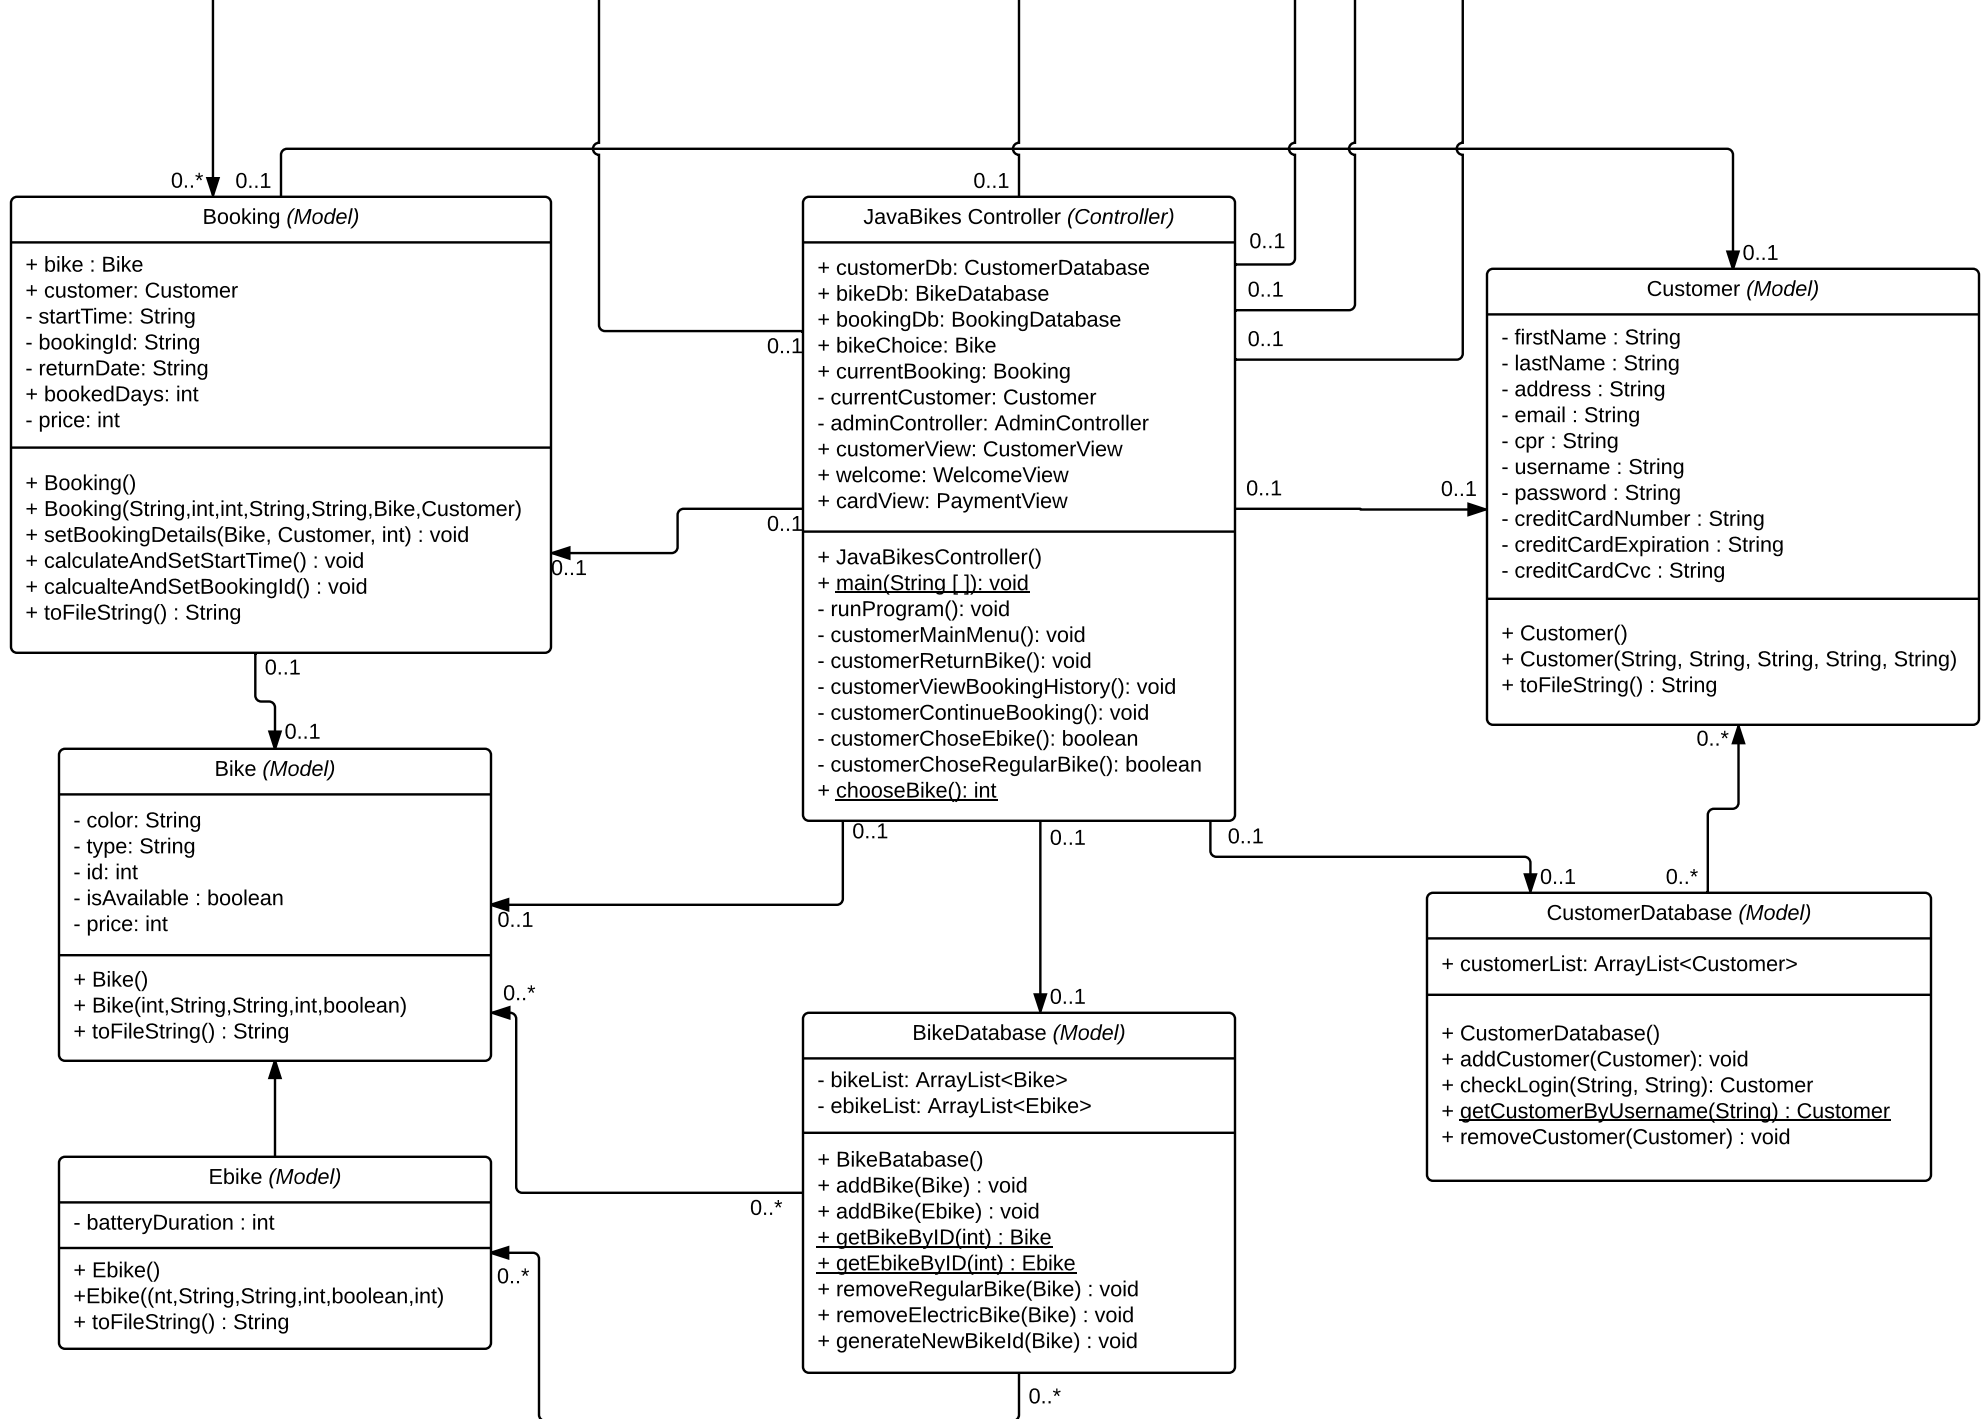 0..*
0..1
Booking (Model)
+ bike : Bike
+ customer: Customer
- startTime: String
- bookingId: String
- returnDate: String
+ bookedDays: int
- price: int
+ Booking()
+ Booking(String,int,int,String,String,Bike,Customer)
+ setBookingDetails(Bike, Customer, int) : void
+ calculateAndSetStartTime() : void
+ calcualteAndSetBookingId() : void
+ toFileString() : String
0..1
0..1
0..1
JavaBikes Controller (Controller)
+ customerDb: CustomerDatabase
+ bikeDb: BikeDatabase
+ bookingDb: BookingDatabase
+ bikeChoice: Bike
+ currentBooking: Booking
- currentCustomer: Customer
- adminController: AdminController
+ customerView: CustomerView
+ welcome: WelcomeView
+ cardView: PaymentView
+ JavaBikesController()
+ main(String [ ]): void
- runProgram(): void
- customerMainMenu(): void
- customerReturnBike(): void
- customerViewBookingHistory(): void
- customerContinueBooking(): void
- customerChoseEbike(): boolean
- customerChoseRegularBike(): boolean
+ chooseBike(): int
0..1
0..1
0..1
0..1
0..1
0..1
0..1
0..1
0..1
Customer (Model)
- firstName : String
- lastName : String
- address : String
- email : String
- cpr : String
- username : String
- password : String
- creditCardNumber : String
- creditCardExpiration : String
- creditCardCvc : String
+ Customer()
+ Customer(String, String, String, String, String)
+ toFileString() : String
0..*
0..1
Bike (Model)
- color: String
- type: String
- id: int
- isAvailable : boolean
- price: int
+ Bike()
+ Bike(int,String,String,int,boolean)
+ toFileString() : String
0..1
0..*
0..1
0..1
0..1
0..1
BikeDatabase (Model)
- bikeList: ArrayList<Bike>
- ebikeList: ArrayList<Ebike>
+ BikeBatabase()
+ addBike(Bike) : void
+ addBike(Ebike) : void
+ getBikeByID(int) : Bike
+ getEbikeByID(int) : Ebike
+ removeRegularBike(Bike) : void
+ removeElectricBike(Bike) : void
+ generateNewBikeId(Bike) : void
0..*
0..*
0..*
CustomerDatabase (Model)
+ customerList: ArrayList<Customer>
+ CustomerDatabase()
+ addCustomer(Customer): void
+ checkLogin(String, String): Customer
+ getCustomerByUsername(String) : Customer
+ removeCustomer(Customer) : void
Ebike (Model)
- batteryDuration : int
+ Ebike()
+Ebike((nt,String,String,int,boolean,int)
+ toFileString() : String
0..*